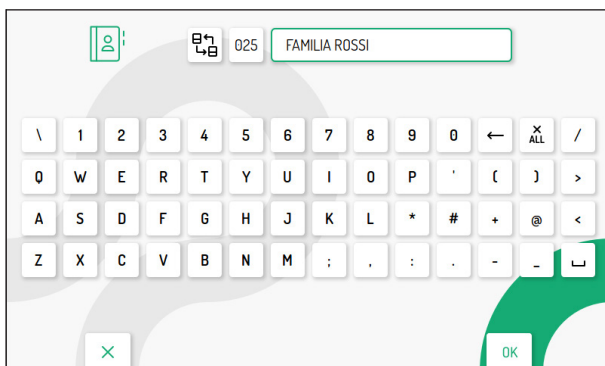 025 FAMILIA ROSSI
\ 1 2 3 4 5 6 7 8 9 0 ← × ALL /
Q W E R T Y U I O P ' ( ) >
A S D F G H J K L * # + @ <
Z X C V B N M ; , : . - _ ⎵
× OK